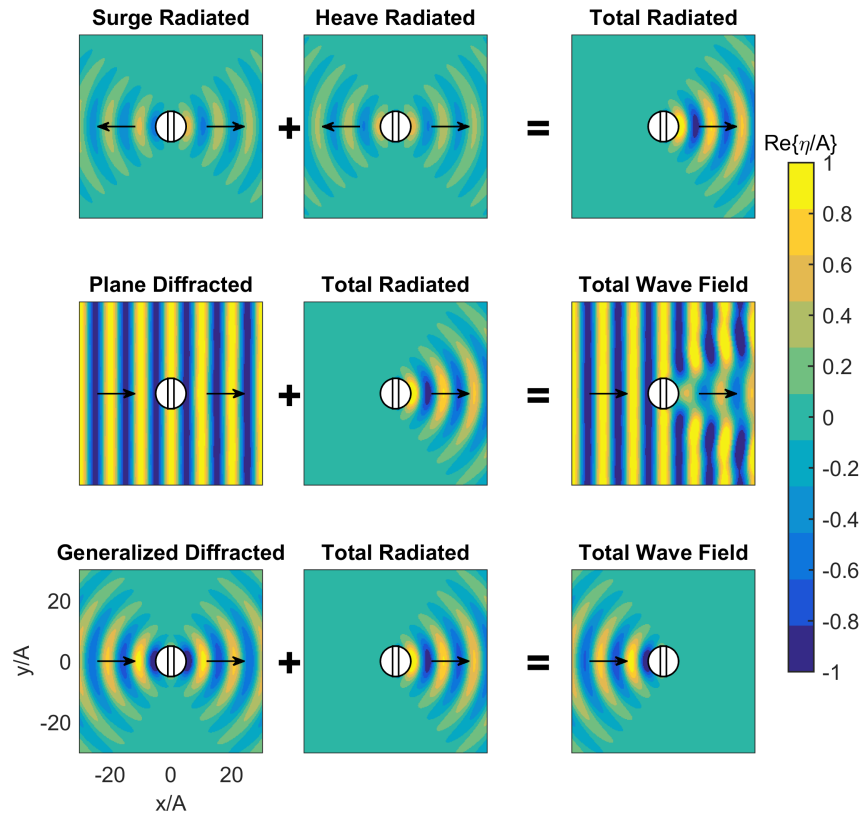 Surge Radiated Heave Radiated Total Radiated
+ =
Re{η/A}
1
0.8
0.6
0.4
0.2
0
-0.2
-0.4
-0.6
-0.8
-1
Plane Diffracted Total Radiated Total Wave Field
+ =
Generalized Diffracted Total Radiated Total Wave Field
+ =
20
0
-20
y/A
-20 0 20
x/A